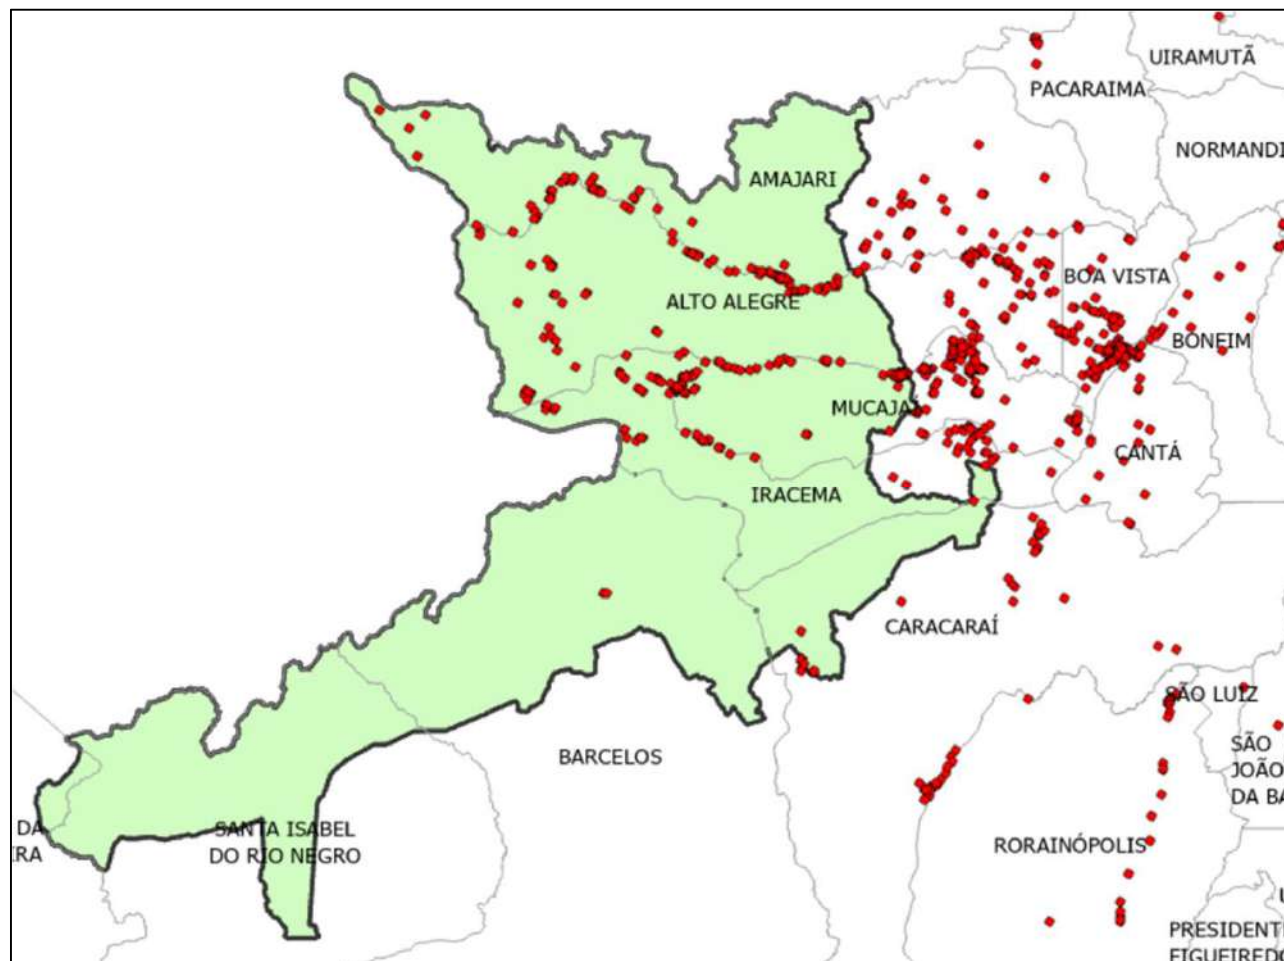 UIRAMUTÃ
PACARAIMA
NORMANDI
AMAJARI
BOA VISTA
ALTO ALEGRE
BONFIM
MUCAJAÍ
CANTÁ
IRACEMA
CARACARAÍ
SÃO LUIZ
SÃO
JOÃO
DA BA
BARCELOS
DA
IRA
SANTA ISABEL
DO RIO NEGRO
RORAINÓPOLIS
PRESIDENT
FIGUEIREDO